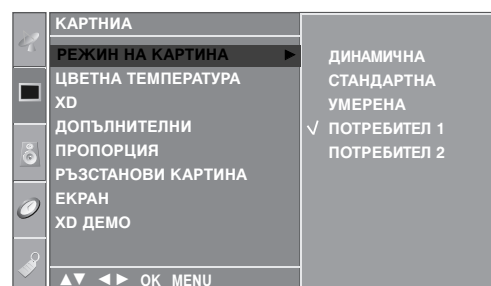 КАРТНИА
РЕЖИН НА КАРТИНА ►
ЦВЕТНА ТЕМПЕРАТУРА
XD
ДОПЪЛНИТЕЛНИ
ПРОПОРЦИЯ
РЪЗСТАНОВИ КАРТИНА
ЕКРАН
XD ДЕМО
▲▼ ◄► OK MENU
ДИНАМИЧНА
СТАНДАРТНА
УМЕРЕНА
√ ПОТРЕБИТЕЛ 1
ПОТРЕБИТЕЛ 2